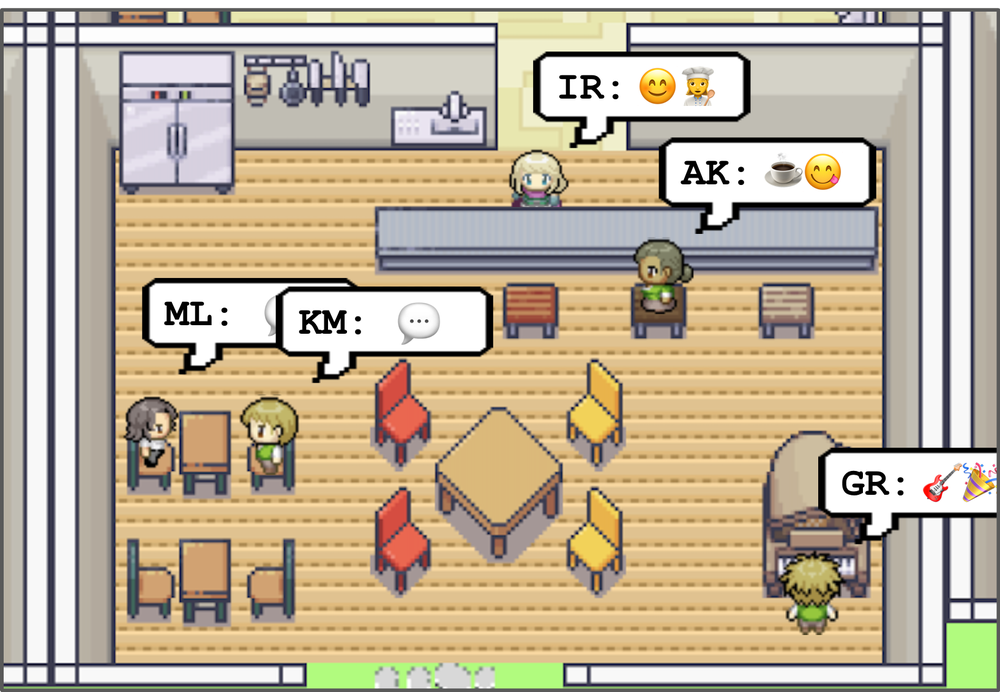 IR: 😊👩‍🍳
AK: ☕😋
ML: 💬
KM: 💬
GR: 🎸🎉